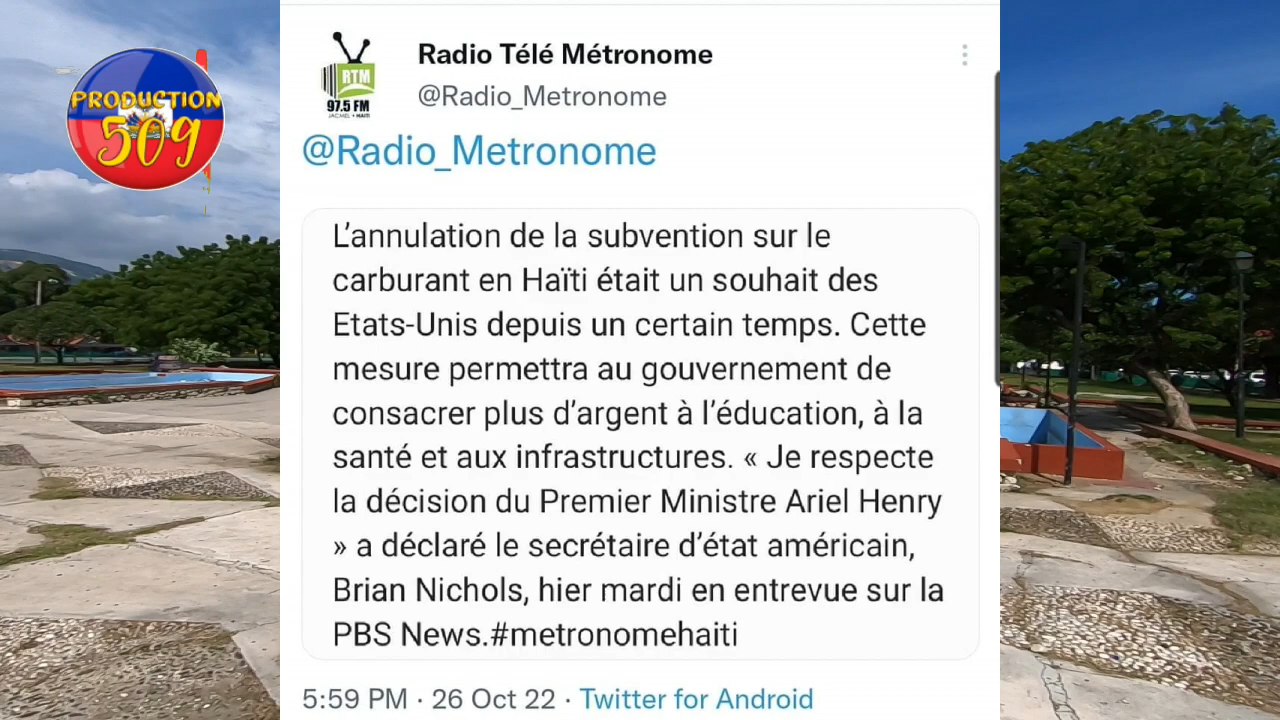 PRODUCTION
509
RTM
97.5 FM
JACMEL • HAITI
Radio Télé Métronome
@Radio_Metronome
@Radio_Metronome
L’annulation de la subvention sur le
carburant en Haïti était un souhait des
Etats-Unis depuis un certain temps. Cette
mesure permettra au gouvernement de
consacrer plus d’argent à l’éducation, à la
santé et aux infrastructures. « Je respecte
la décision du Premier Ministre Ariel Henry
» a déclaré le secrétaire d’état américain,
Brian Nichols, hier mardi en entrevue sur la
PBS News.#metronomehaiti
5:59 PM · 26 Oct 22 · Twitter for Android